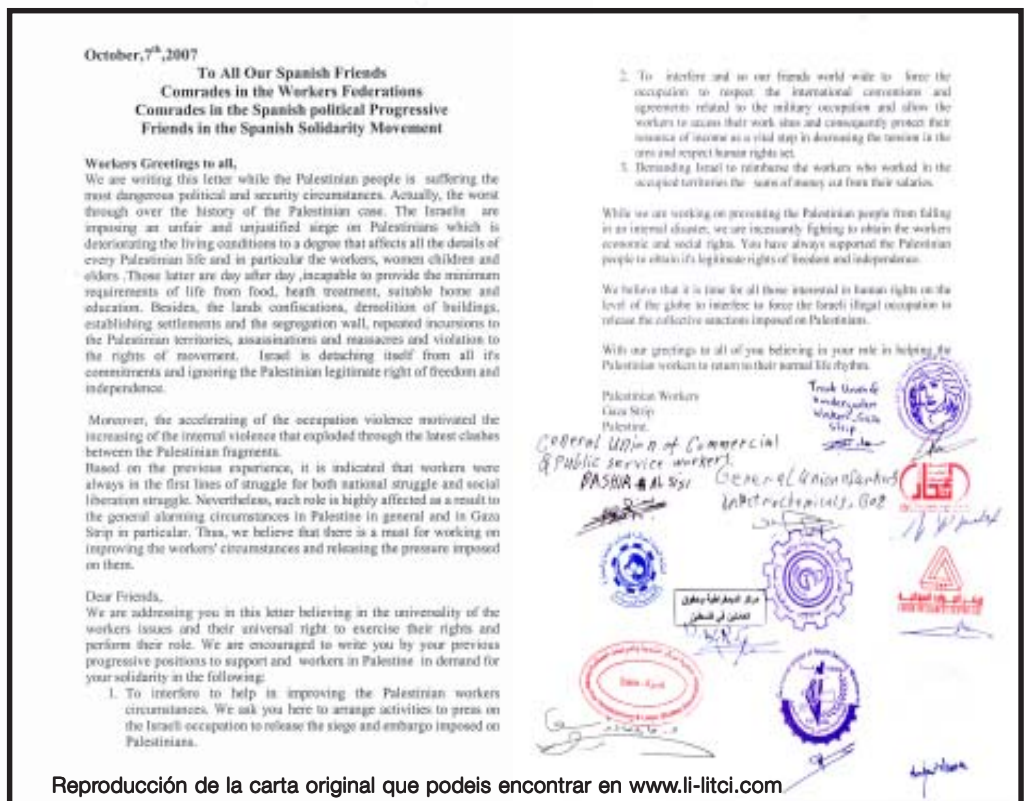 October,7th,2007
To All Our Spanish Friends
Comrades in the Workers Federations
Comrades in the Spanish political Progressive
Friends in the Spanish Solidarity Movement
Workers Greetings to all,
We are writing this letter while the Palestinian people is suffering the
most dangerous political and security circumstances. Actually, the worst
through over the history of the Palestinian case. The Israelis are
imposing an unfair and unjustified siege on Palestinians which is
deteriorating the living conditions to a degree that affects all the details of
every Palestinian life and in particular the workers, women children and
elders .Those latter are day after day ,incapable to provide the minimum
requirements of life from food, heath treatment, suitable home and
education. Besides, the lands confiscations, demolition of buildings,
establishing settlements and the segregation wall, repeated incursions to
the Palestinian territories, assassinations and massacres and violation to
the rights of movement. Israel is detaching itself from all it's
commitments and ignoring the Palestinian legitimate right of freedom and
independence.
Moreover, the accelerating of the occupation violence motivated the
increasing of the internal violence that exploded through the latest clashes
between the Palestinian fragments.
Based on the previous experience, it is indicated that workers were
always in the first lines of struggle for both national struggle and social
liberation struggle. Nevertheless, such role is highly affected as a result to
the general alarming circumstances in Palestine in general and in Gaza
Strip in particular. Thus, we believe that there is a must for working on
improving the workers' circumstances and releasing the pressure imposed
on them.
Dear Friends,
We are addressing you in this letter believing in the universality of the
workers issues and their universal right to exercise their rights and
perform their role. We are encouraged to write you by your previous
progressive positions to support and workers in Palestine in demand for
your solidarity in the following:
1. To interfere to help in improving the Palestinian workers
circumstances. We ask you here to arrange activities to press on
the Israeli occupation to release the siege and embargo imposed on
Palestinians.
2. To interfere and so our friends world wide to force the
occupation to respect the international conventions and
agreements related to the military occupation and allow the
workers to access their work sites and consequently protect their
resource of income as a vital step in decreasing the tension in the
area and respect human rights set.
3. Demanding Israel to reimburse the workers who worked in the
occupied territories the sums of money cut from their salaries.
While we are working on preventing the Palestinian people from falling
in an internal disaster, we are incessantly fighting to obtain the workers
economic and social rights. You have always supported the Palestinian
people to obtain it's legitimate rights of freedom and independence.
We believe that it is time for all those interested in human rights on the
level of the globe to interfere to force the Israeli illegal occupation to
release the collective sanctions imposed on Palestinians.
With our greetings to all of you believing in your role in helping the
Palestinian workers to return to their normal life rhythm.
Palestinian Workers
Gaza Strip
Palestine.
Trade Union of
Kindergarten
Workers Gaza
Strip
General Union of Commercial
& Public service workers
PASHIR AL SISI
General Union
مركز الديمقراطية وحقوق
العاملين في فلسطين
Reproducción de la carta original que podeis encontrar en www.li-litci.com